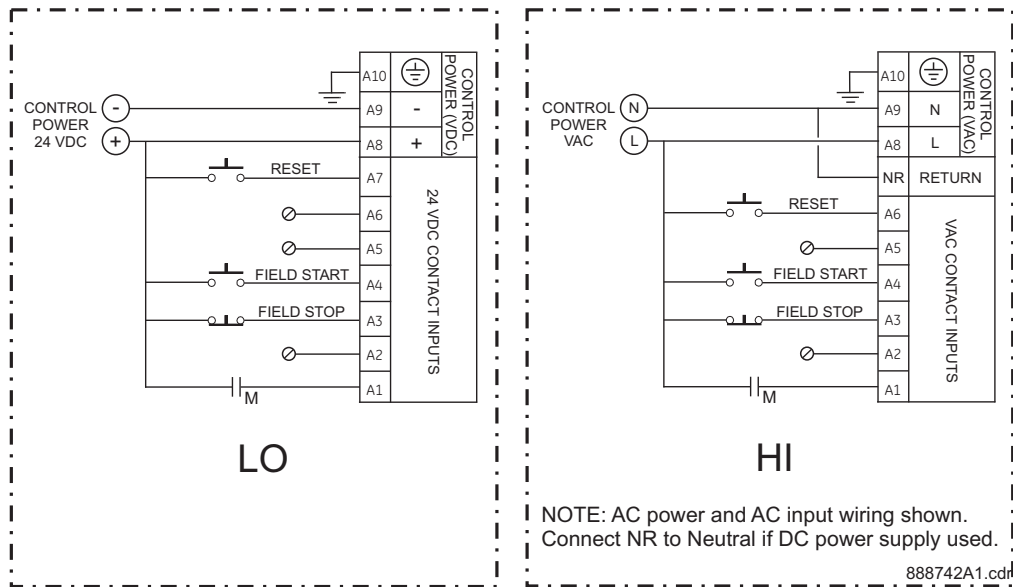 CONTROL
POWER
24 VDC
-
+
A10
A9
-
A8
+
CONTROL
POWER (VDC)
RESET
A7
A6
A5
FIELD START
A4
FIELD STOP
A3
A2
M
A1
24 VDC CONTACT INPUTS
LO
CONTROL
POWER
VAC
N
L
A10
A9
N
A8
L
CONTROL
POWER (VAC)
NR
RETURN
RESET
A6
A5
FIELD START
A4
FIELD STOP
A3
A2
M
A1
VAC CONTACT INPUTS
HI
NOTE: AC power and AC input wiring shown.
Connect NR to Neutral if DC power supply used.
888742A1.cdr